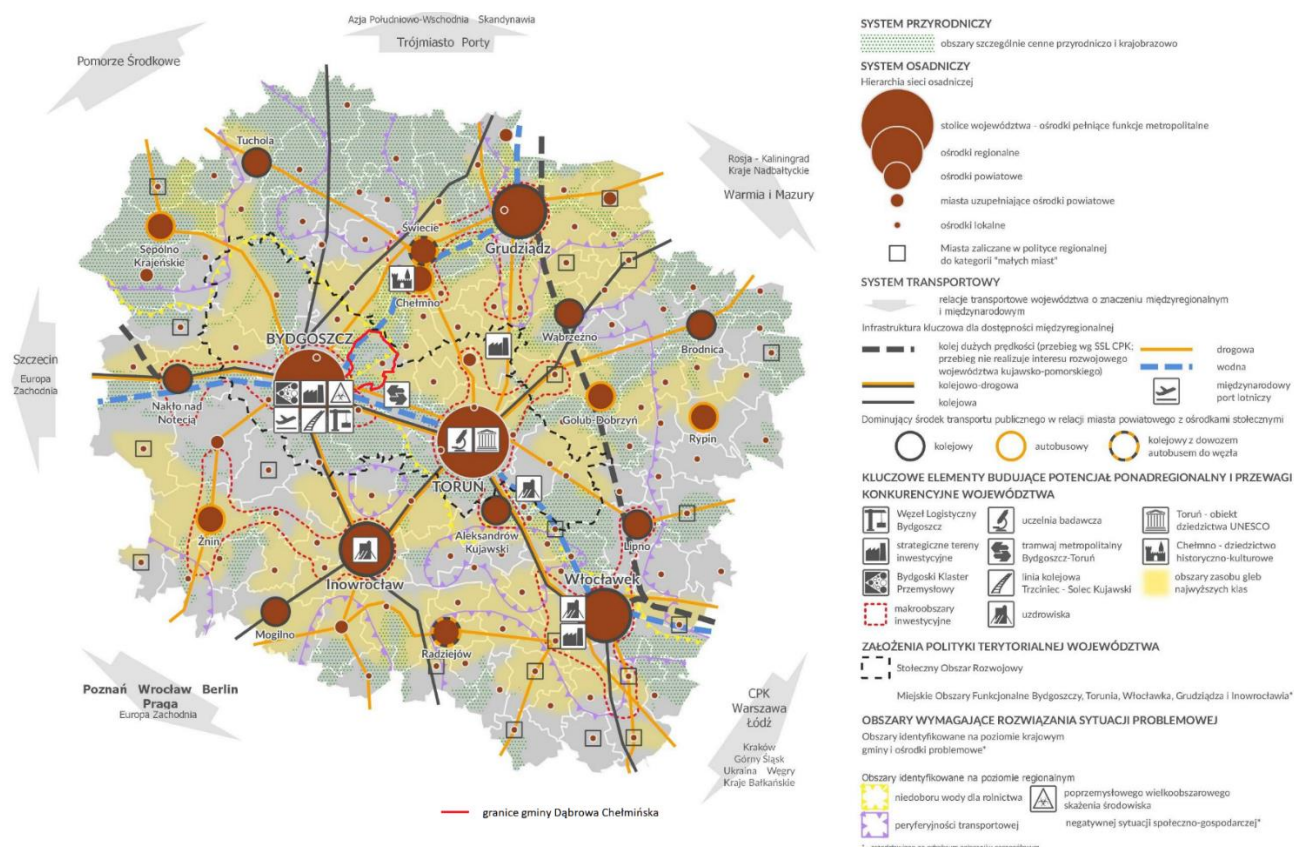 Azja Południowo-Wschodnia Skandynawia
Trójmiasto Porty
Pomorze Środkowe
Rosja - Kaliningrad
Kraje Nadbałtyckie
Warmia i Mazury
Szczecin
Europa
Zachodnia
Poznań Wrocław Berlin
Praga
Europa Zachodnia
CPK
Warszawa
Łódź
Kraków
Górny Śląsk
Ukraina Węgry
Kraje Bałkańskie
Tuchola
Sępólno
Krajeńskie
Świecie
Grudziądz
Chełmno
BYDGOSZCZ
Wąbrzeźno
Brodnica
Nakło nad
Notecią
Golub-Dobrzyń
Rypin
TORUŃ
Żnin
Aleksandrów
Kujawski
Lipno
Inowrocław
Włocławek
Mogilno
Radziejów
granice gminy Dąbrowa Chełmińska
SYSTEM PRZYRODNICZY
obszary szczególnie cenne przyrodniczo i krajobrazowo
SYSTEM OSADNICZY
Hierarchia sieci osadniczej
stolice województwa - ośrodki pełniące funkcje metropolitalne
ośrodki regionalne
ośrodki powiatowe
miasta uzupełniające ośrodki powiatowe
ośrodki lokalne
Miasta zaliczane w polityce regionalnej
do kategorii "małych miast"
SYSTEM TRANSPORTOWY
relacje transportowe województwa o znaczeniu międzyregionalnym
i międzynarodowym
Infrastruktura kluczowa dla dostępności międzyregionalnej
kolej dużych prędkości (przebieg wg SSL CPK;
przebieg nie realizuje interesu rozwojowego
województwa kujawsko-pomorskiego)
kolejowo-drogowa
kolejowa
drogowa
wodna
międzynarodowy
port lotniczy
Dominujący środek transportu publicznego w relacji miasta powiatowego z ośrodkami stołecznymi
kolejowy
autobusowy
kolejowy z dowozem
autobusem do węzła
KLUCZOWE ELEMENTY BUDUJĄCE POTENCJAŁ PONADREGIONALNY I PRZEWAGI
KONKURENCYJNE WOJEWÓDZTWA
Węzeł Logistyczny
Bydgoszcz
strategiczne tereny
inwestycyjne
Bydgoski Klaster
Przemysłowy
makroobszary
inwestycyjne
uczelnia badawcza
tramwaj metropolitalny
Bydgoszcz-Toruń
linia kolejowa
Trzciniec - Solec Kujawski
uzdrowiska
Toruń - obiekt
dziedzictwa UNESCO
Chełmno - dziedzictwo
historyczno-kulturowe
obszary zasobu gleb
najwyższych klas
ZAŁOŻENIA POLITYKI TERYTORIALNEJ WOJEWÓDZTWA
Stołeczny Obszar Rozwojowy
Miejskie Obszary Funkcjonalne Bydgoszczy, Torunia, Włocławka, Grudziądza i Inowrocławia*
OBSZARY WYMAGAJĄCE ROZWIĄZANIA SYTUACJI PROBLEMOWEJ
Obszary identyfikowane na poziomie krajowym
gminy i ośrodki problemowe*
Obszary identyfikowane na poziomie regionalnym
niedoboru wody dla rolnictwa
peryferyjności transportowej
poprzemysłowego wielkoobszarowego
skażenia środowiska
negatywnej sytuacji społeczno-gospodarczej*